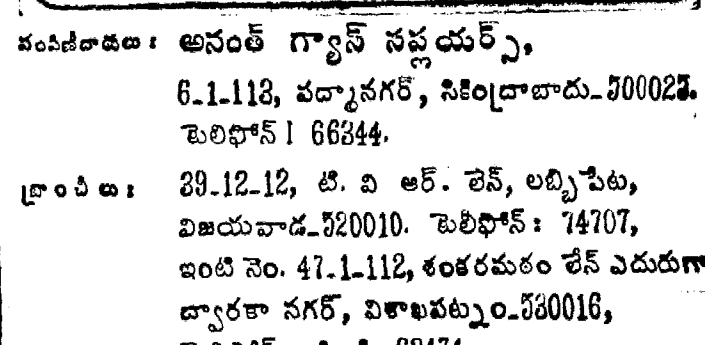 పంపిణీదారులు : అనంత్ గ్యాస్ సప్లయర్స్,
6-1-113, పద్మానగర్, సికింద్రాబాదు-500025.
టెలిఫోన్ । 66344.
బ్రాంచీలు : 39-12-12, టి. వి ఆర్. లేన్, లబ్బిపేట,
విజయవాడ-520010. టెలిఫోన్ : 74707,
ఇంటి నెం. 47-1-112, శంకరమఠం లేన్ ఎదురుగా
ద్వారకా నగర్, విశాఖపట్నం-530016,